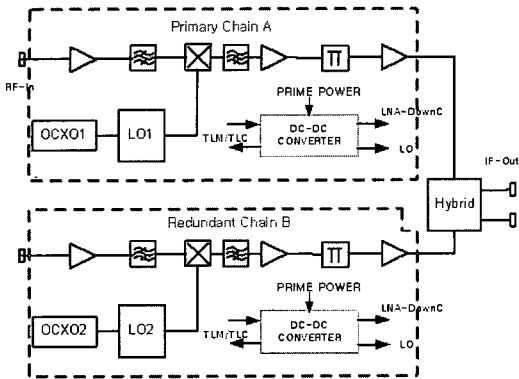 Primary Chain A
RF-In
PRIME POWER
OCXO1
LO1
TLM/TLC
DC-DC
CONVERTER
LNA-DownC
LO
IF-Out
Hybrid
Redundant Chain B
PRIME POWER
OCXO2
LO2
TLM/TLC
DC-DC
CONVERTER
LNA-DownC
LO